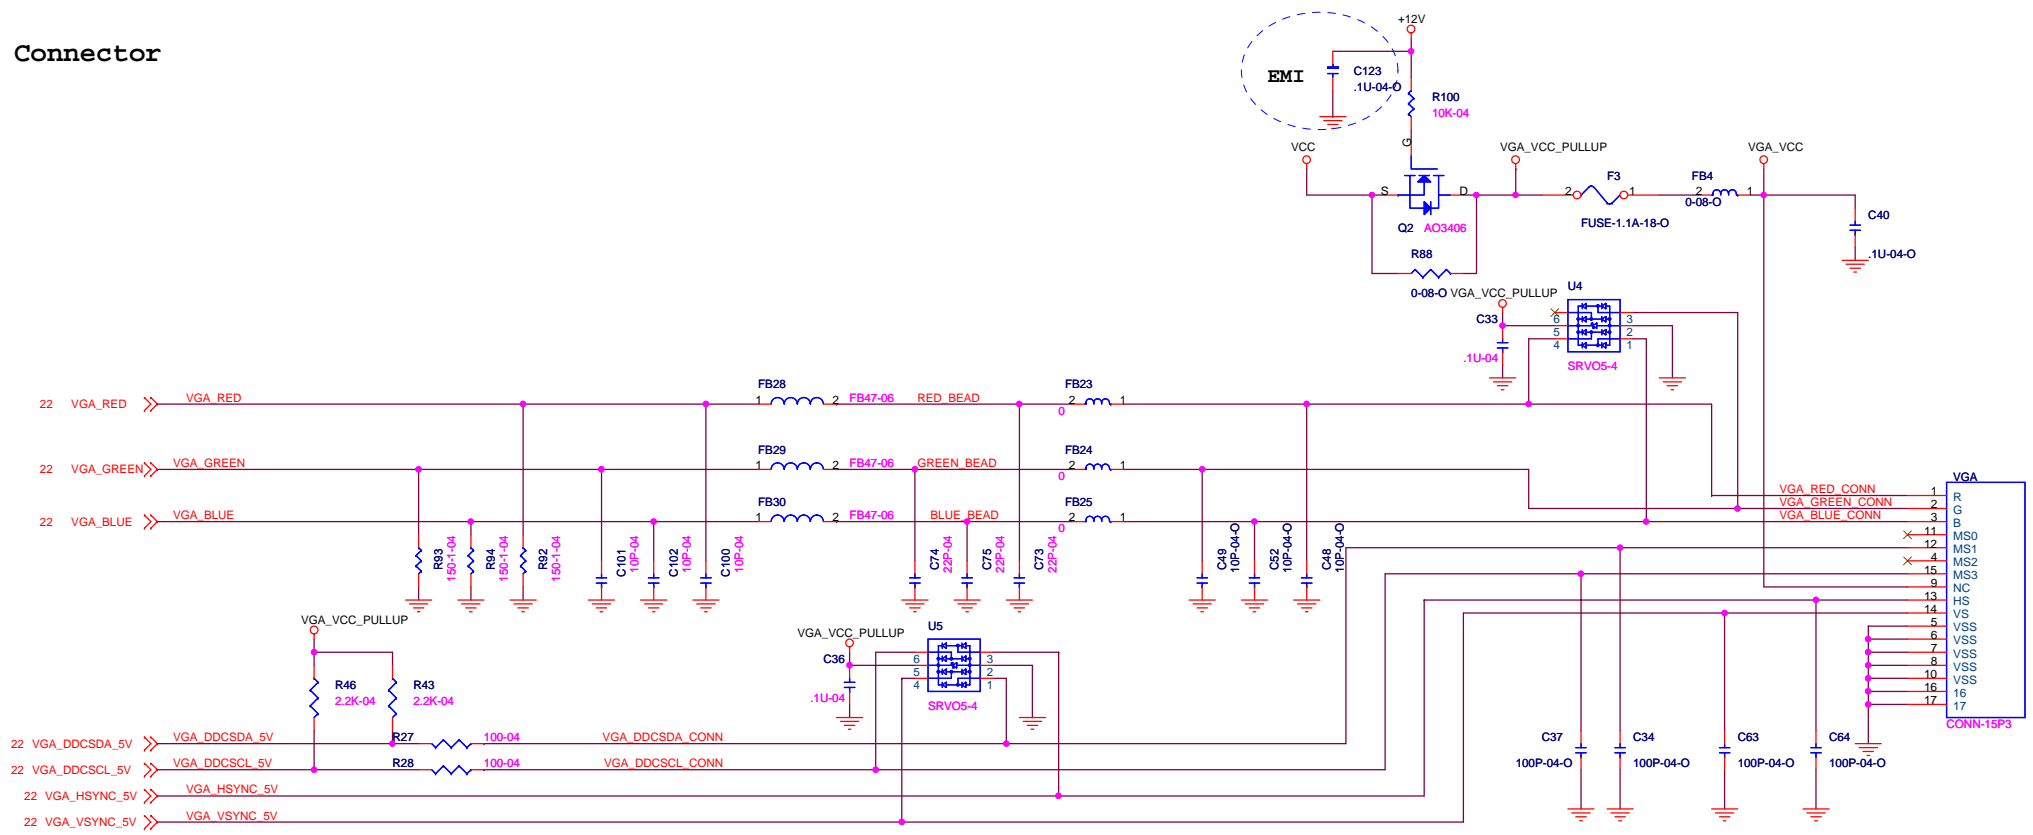 Connector
+12V
EMI
C123
.1U-04-O
R100
10K-04
G
VCC
VGA_VCC_PULLUP
VGA_VCC
S
D
Q2 AO3406
2 F3 1
FUSE-1.1A-18-O
FB4
2 1
0-08-O
C40
.1U-04-O
R88
0-08-O
VGA_VCC_PULLUP
U4
C33
.1U-04
6
5
4
3
2
1
SRVO5-4
22 VGA_RED VGA_RED
FB28
1 2 FB47-06 RED_BEAD
FB23
2 1
0
22 VGA_GREEN VGA_GREEN
FB29
1 2 FB47-06 GREEN_BEAD
FB24
2 1
0
22 VGA_BLUE VGA_BLUE
FB30
1 2 FB47-06 BLUE_BEAD
FB25
2 1
0
R93
150-1-04
R94
150-1-04
R92
150-1-04
C101
10P-04
C102
10P-04
C100
10P-04
C74
22P-04
C75
22P-04
C73
22P-04
C49
10P-04-O
C52
10P-04-O
C48
10P-04-O
VGA
VGA_RED_CONN 1 R
VGA_GREEN_CONN 2 G
VGA_BLUE_CONN 3 B
11 MS0
12 MS1
4 MS2
15 MS3
9 NC
13 HS
14 VS
5 VSS
6 VSS
7 VSS
8 VSS
10 VSS
16 16
17 17
CONN-15P3
VGA_VCC_PULLUP
R46
2.2K-04
R43
2.2K-04
VGA_VCC_PULLUP
U5
C36
.1U-04
6
5
4
3
2
1
SRVO5-4
22 VGA_DDCSDA_5V VGA_DDCSDA_5V R27 100-04 VGA_DDCSDA_CONN
22 VGA_DDCSCL_5V VGA_DDCSCL_5V R28 100-04 VGA_DDCSCL_CONN
22 VGA_HSYNC_5V VGA_HSYNC_5V
22 VGA_VSYNC_5V VGA_VSYNC_5V
C37
100P-04-O
C34
100P-04-O
C63
100P-04-O
C64
100P-04-O